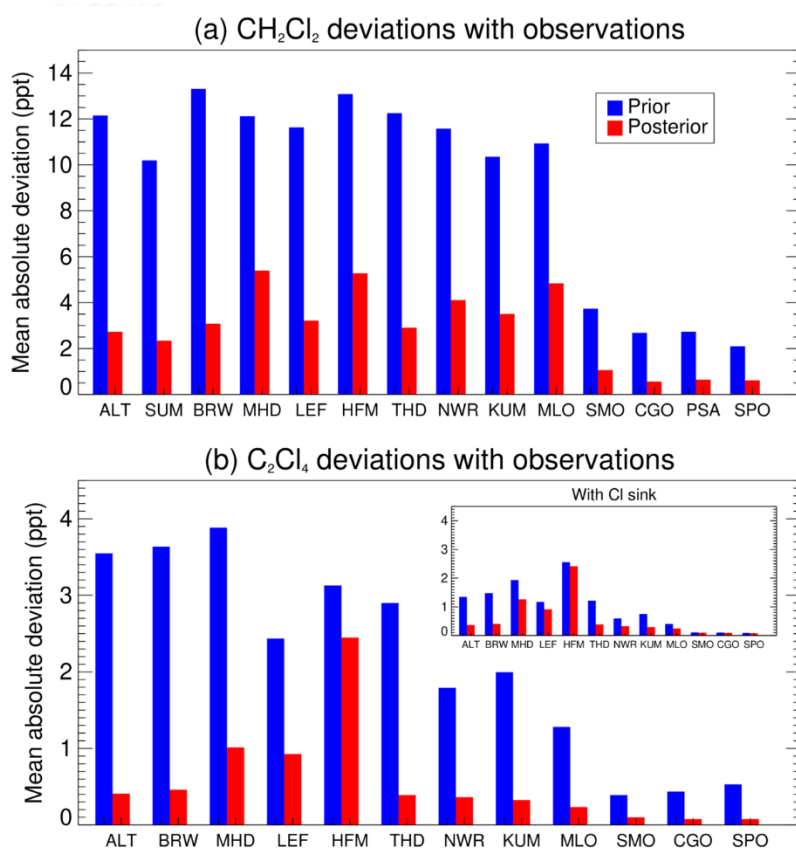 (a) CH₂Cl₂ deviations with observations
Mean absolute deviation (ppt)
14
12
10
8
6
4
2
0
Prior
Posterior
ALT SUM BRW MHD LEF HFM THD NWR KUM MLO SMO CGO PSA SPO
(b) C₂Cl₄ deviations with observations
Mean absolute deviation (ppt)
4
3
2
1
0
With Cl sink
4
3
2
1
0
ALT BRW MHD LEF HFM THD NWR KUM MLO SMO CGO SPO
ALT BRW MHD LEF HFM THD NWR KUM MLO SMO CGO SPO